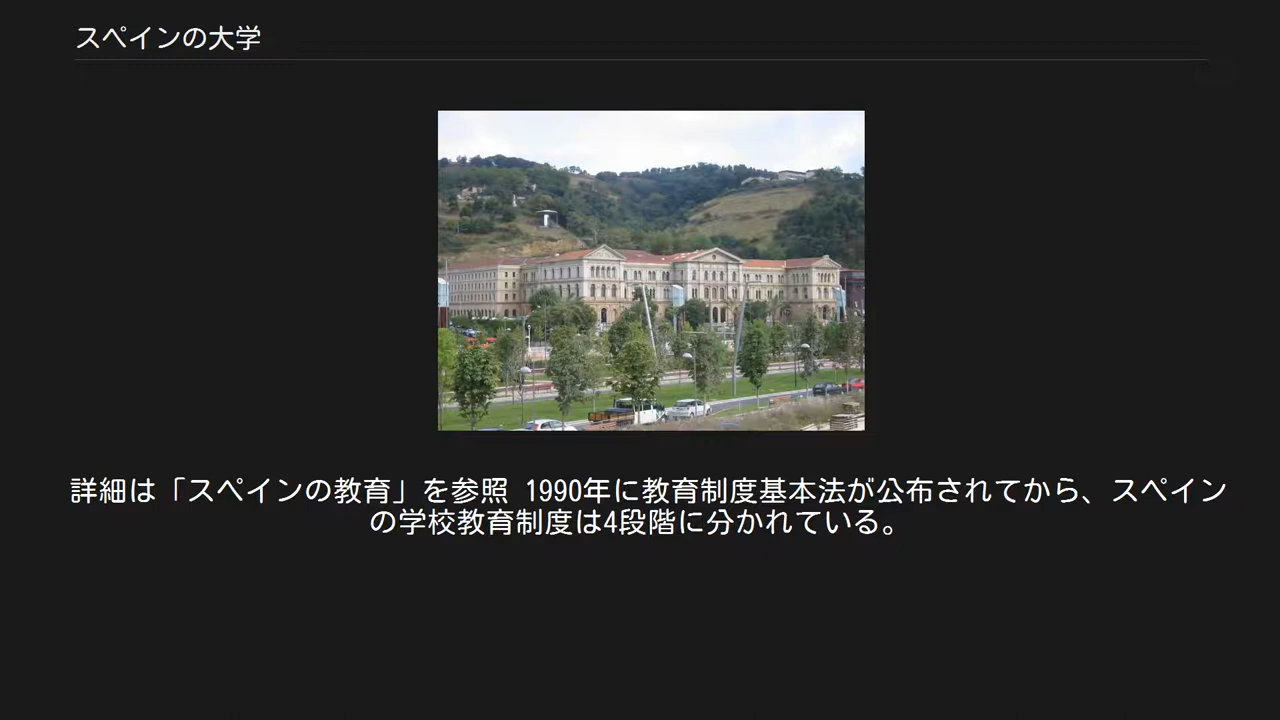 スペインの大学
詳細は「スペインの教育」を参照 1990年に教育制度基本法が公布されてから、スペイン
の学校教育制度は4段階に分かれている。